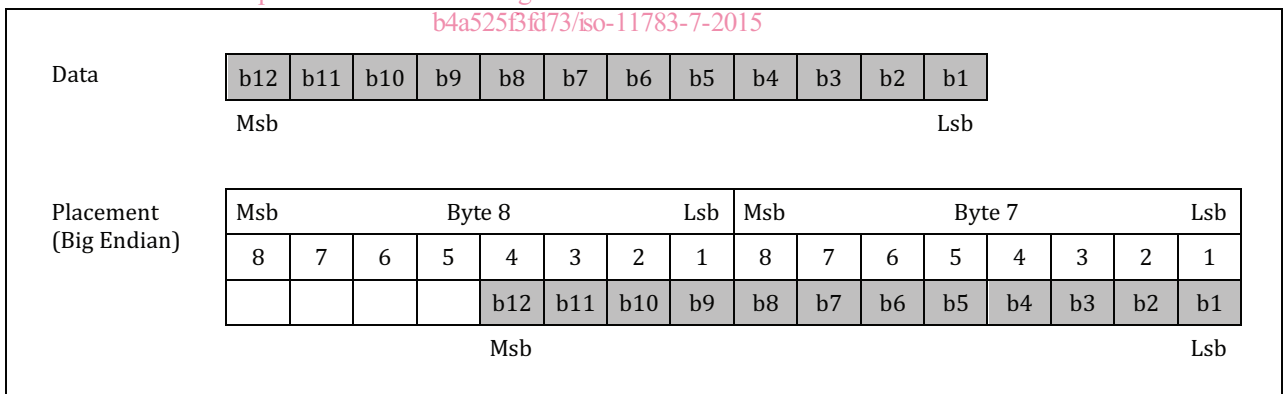 b4a525f3fd73/iso-11783-7-2015
Data b12 b11 b10 b9 b8 b7 b6 b5 b4 b3 b2 b1
Msb Lsb
Placement Msb Byte 8 Lsb Msb Byte 7 Lsb
(Big Endian) 8 7 6 5 4 3 2 1 8 7 6 5 4 3 2 1
b12 b11 b10 b9 b8 b7 b6 b5 b4 b3 b2 b1
Msb Lsb